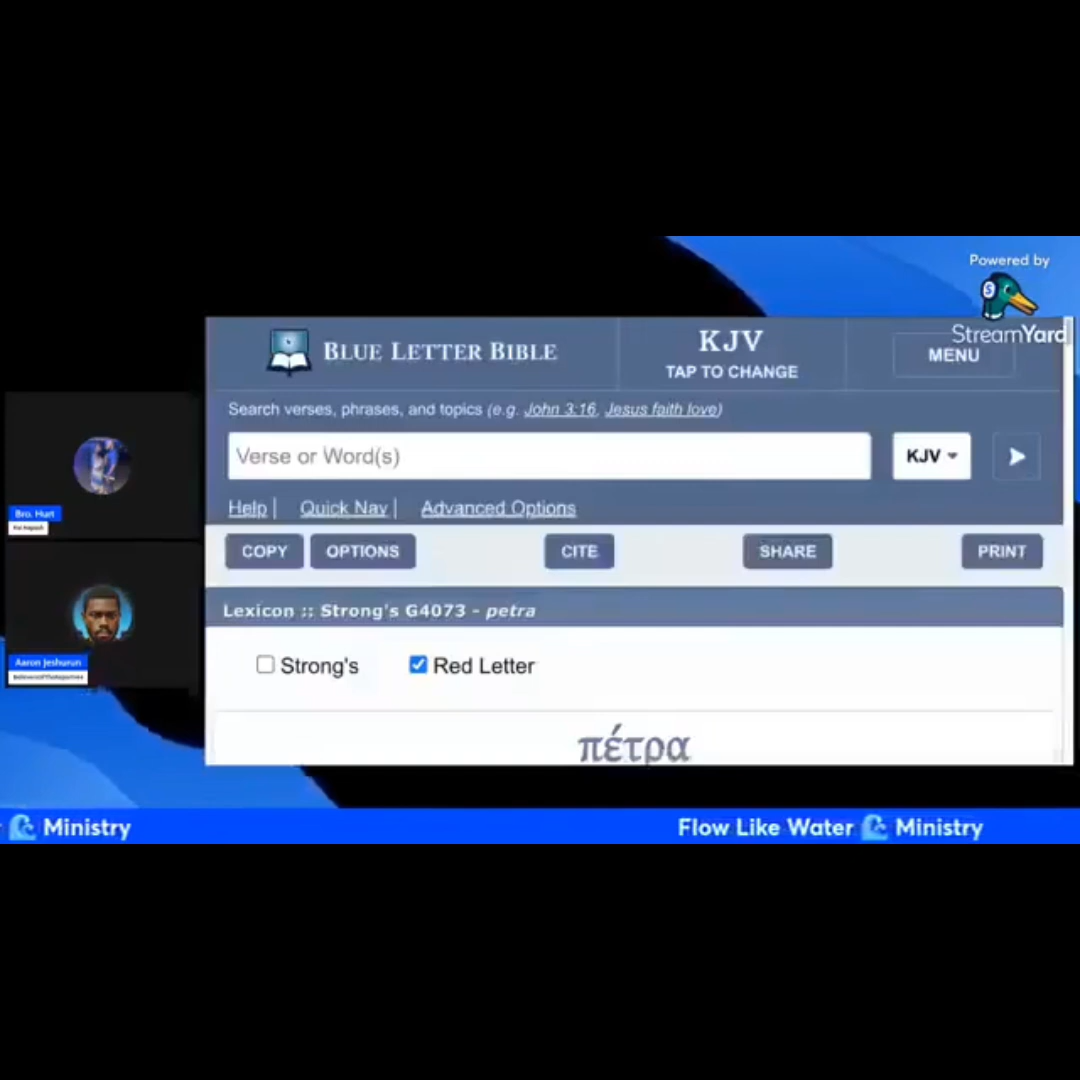 Powered by
StreamYard
BLUE LETTER BIBLE
KJV
TAP TO CHANGE
MENU
Search verses, phrases, and topics (e.g. John 3:16, Jesus faith love)
Verse or Word(s)
KJV
Help | Quick Nav | Advanced Options
COPY OPTIONS CITE SHARE PRINT
Lexicon :: Strong's G4073 - petra
Strong's Red Letter
πέτρα
Bro. Hurt
Aaron Jeshurun
Ministry Flow Like Water Ministry